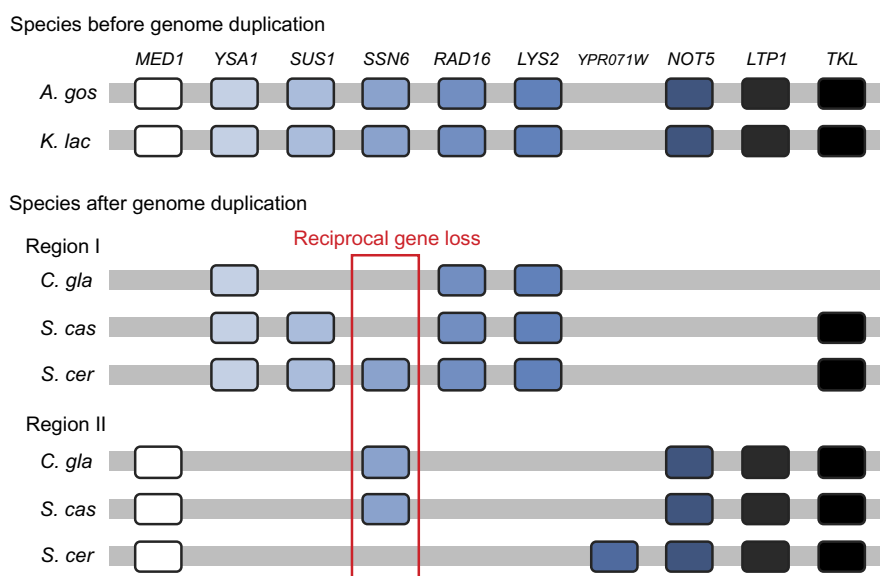 Species before genome duplication
MED1 YSA1 SUS1 SSN6 RAD16 LYS2 YPR071W NOT5 LTP1 TKL
A. gos
K. lac
Species after genome duplication
Region I
Reciprocal gene loss
C. gla
S. cas
S. cer
Region II
C. gla
S. cas
S. cer